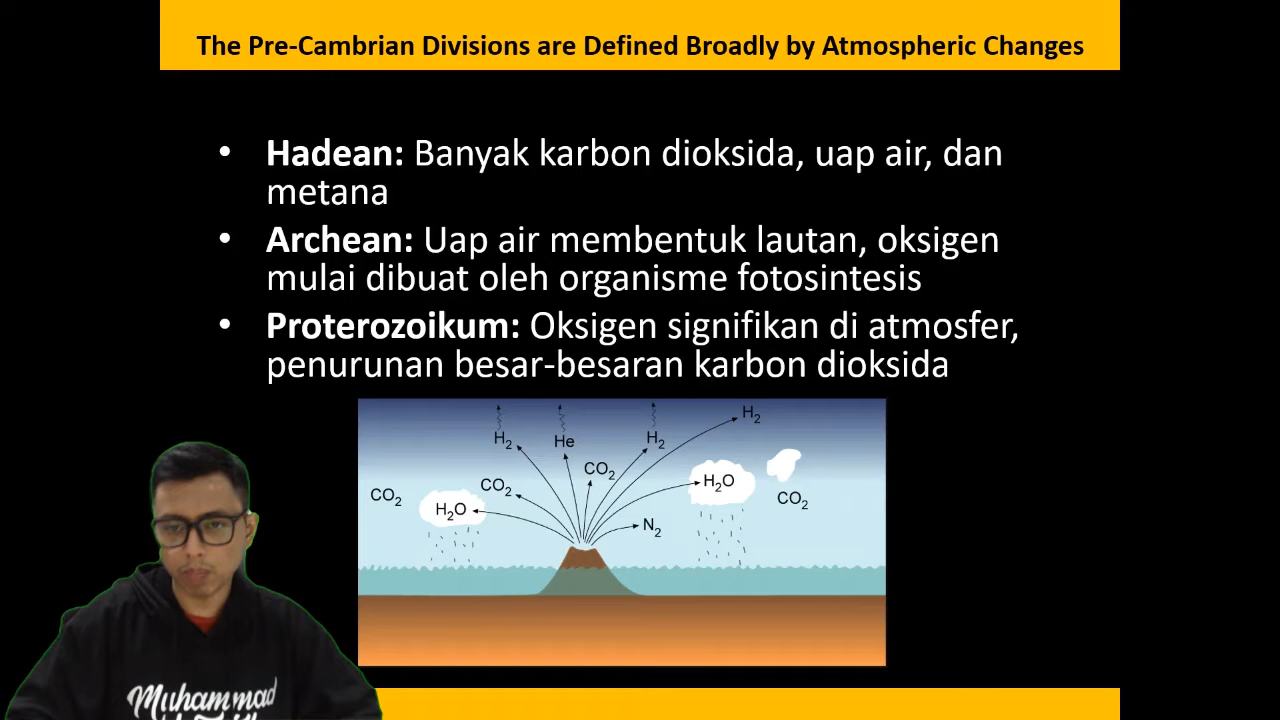 The Pre-Cambrian Divisions are Defined Broadly by Atmospheric Changes
• Hadean: Banyak karbon dioksida, uap air, dan
metana
• Archean: Uap air membentuk lautan, oksigen
mulai dibuat oleh organisme fotosintesis
• Proterozoikum: Oksigen signifikan di atmosfer,
penurunan besar-besaran karbon dioksida
H₂
H₂
He
H₂
CO₂
CO₂
CO₂
H₂O
H₂O
CO₂
N₂
Muhammad